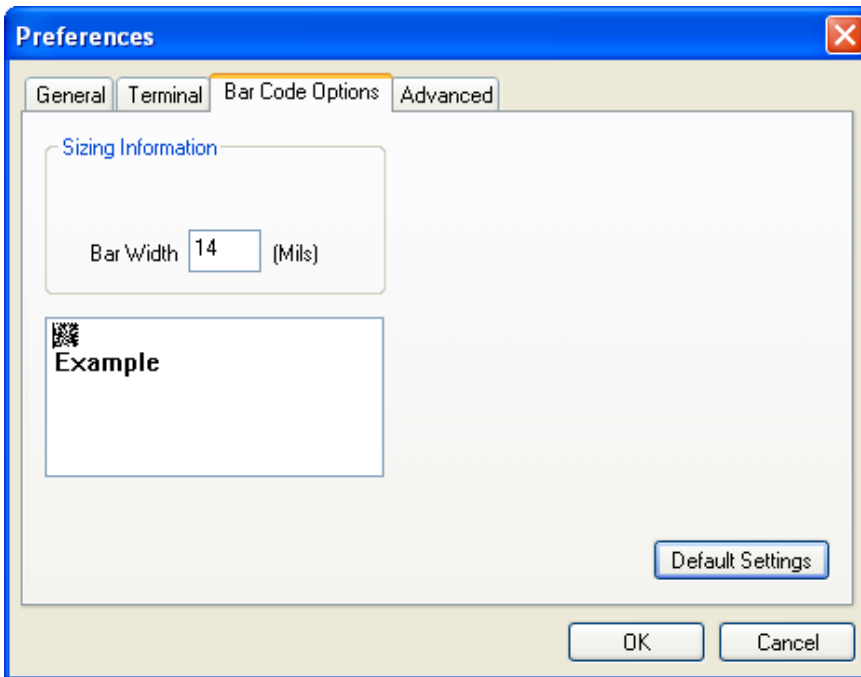 Preferences
General Terminal Bar Code Options Advanced
Sizing Information
Bar Width 14 (Mils)
Example
Default Settings
OK Cancel